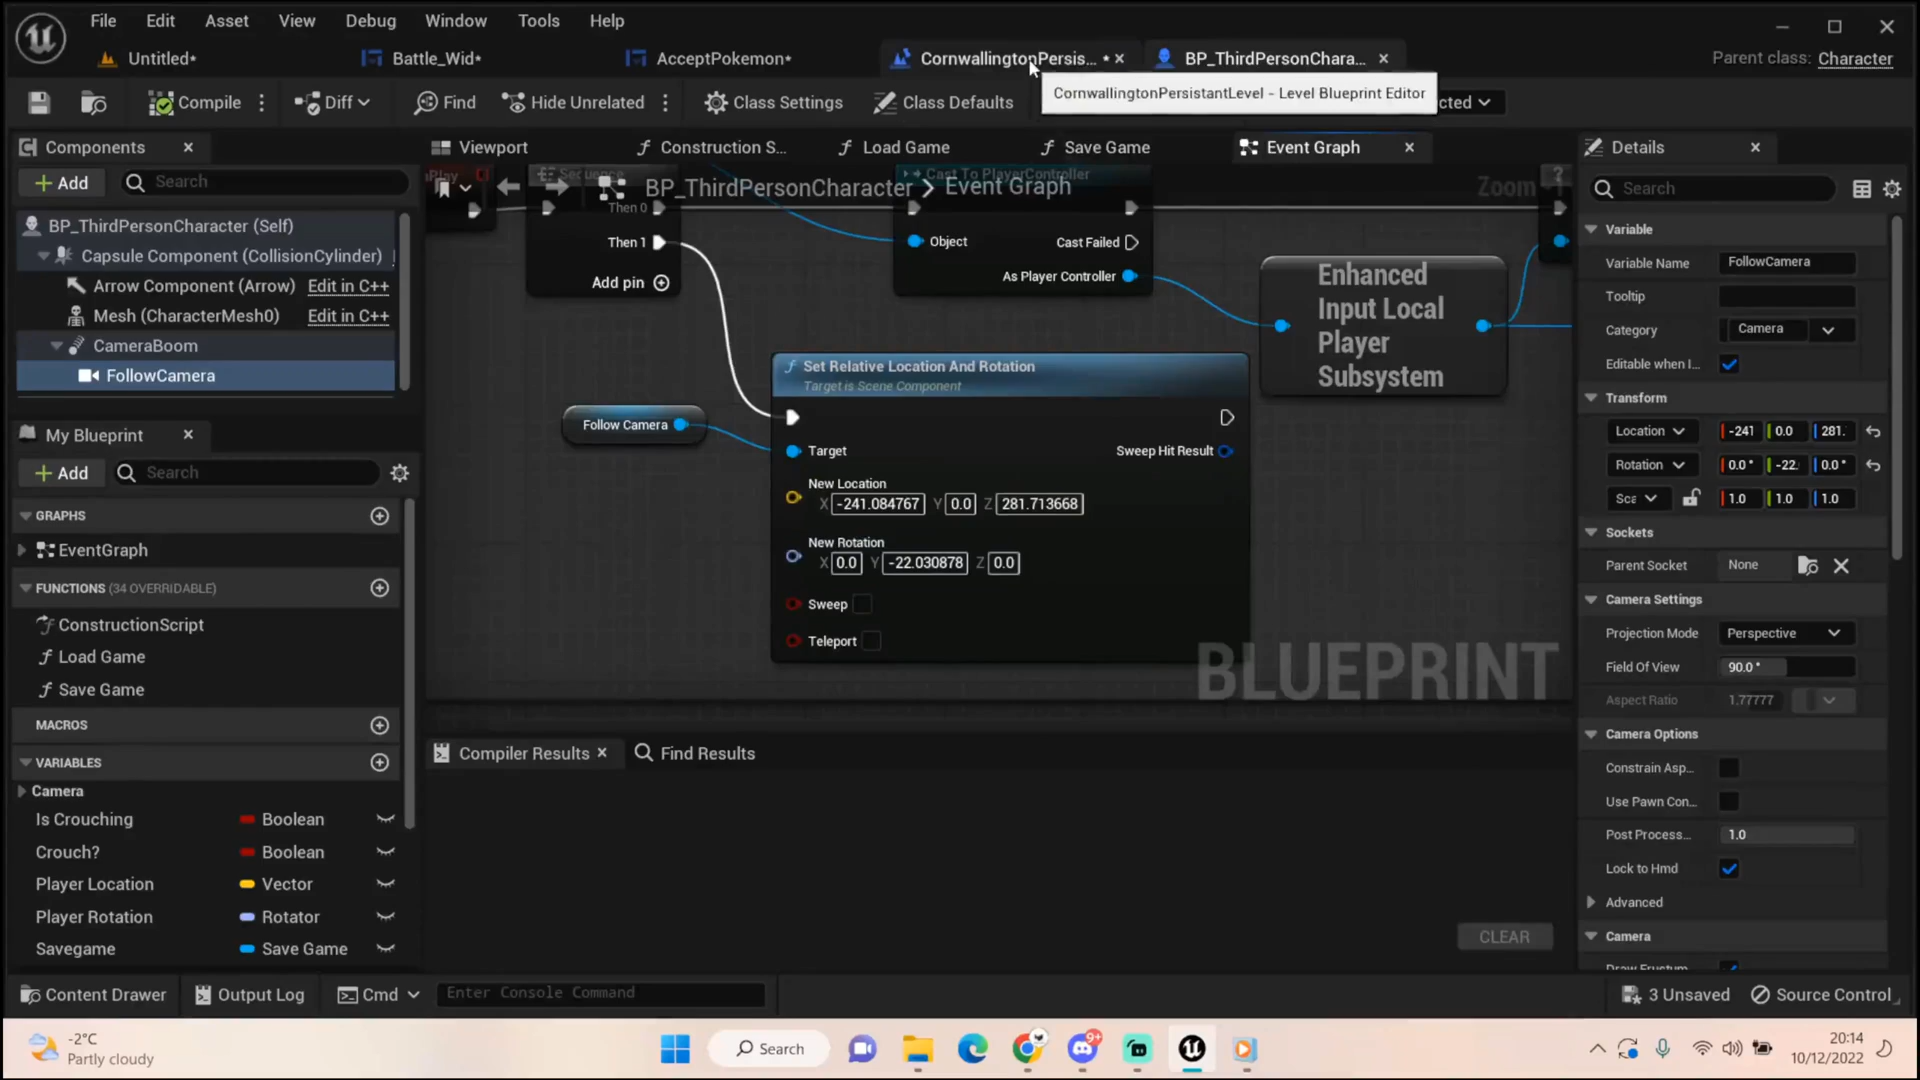 File Edit Asset View Debug Window Tools Help
Untitled*
Battle_Wid*
AcceptPokemon*
CornwallingtonPersis... *
BP_ThirdPersonChara...
Parent class: Character
Compile
Diff
Find
Hide Unrelated
Class Settings
Class Defaults
CornwallingtonPersistantLevel – Level Blueprint Editor
Components
Add
Search
BP_ThirdPersonCharacter (Self)
Capsule Component (CollisionCylinder)
Arrow Component (Arrow) Edit in C++
Mesh (CharacterMesh0) Edit in C++
CameraBoom
FollowCamera
My Blueprint
Add
Search
GRAPHS
EventGraph
FUNCTIONS (34 OVERRIDABLE)
ConstructionScript
Load Game
Save Game
MACROS
VARIABLES
Camera
Is Crouching Boolean
Crouch? Boolean
Player Location Vector
Player Rotation Rotator
Savegame Save Game
Viewport
Construction S...
Load Game
Save Game
Event Graph
BP_ThirdPersonCharacter > Event Graph
Zoom
Sequence
Then 0
Then 1
Add pin
Cast To PlayerController
Object
Cast Failed
As Player Controller
Enhanced
Input Local
Player
Subsystem
Set Relative Location And Rotation
Target is Scene Component
Follow Camera
Target
Sweep Hit Result
New Location
X -241.084767 Y 0.0 Z 281.713668
New Rotation
X 0.0 Y -22.030878 Z 0.0
Sweep
Teleport
BLUEPRINT
Compiler Results
Find Results
CLEAR
Details
Search
Variable
Variable Name FollowCamera
Tooltip
Category Camera
Editable when I...
Transform
Location -241 0.0 281.
Rotation 0.0 ° -22. 0.0 °
Sca 1.0 1.0 1.0
Sockets
Parent Socket None
Camera Settings
Projection Mode Perspective
Field Of View 90.0 °
Aspect Ratio 1.77777
Camera Options
Constrain Asp...
Use Pawn Con...
Post Process... 1.0
Lock to Hmd
Advanced
Camera
Draw Frustum
Content Drawer
Output Log
Cmd
Enter Console Command
3 Unsaved
Source Control
-2°C
Partly cloudy
Search
9+
20:14
10/12/2022